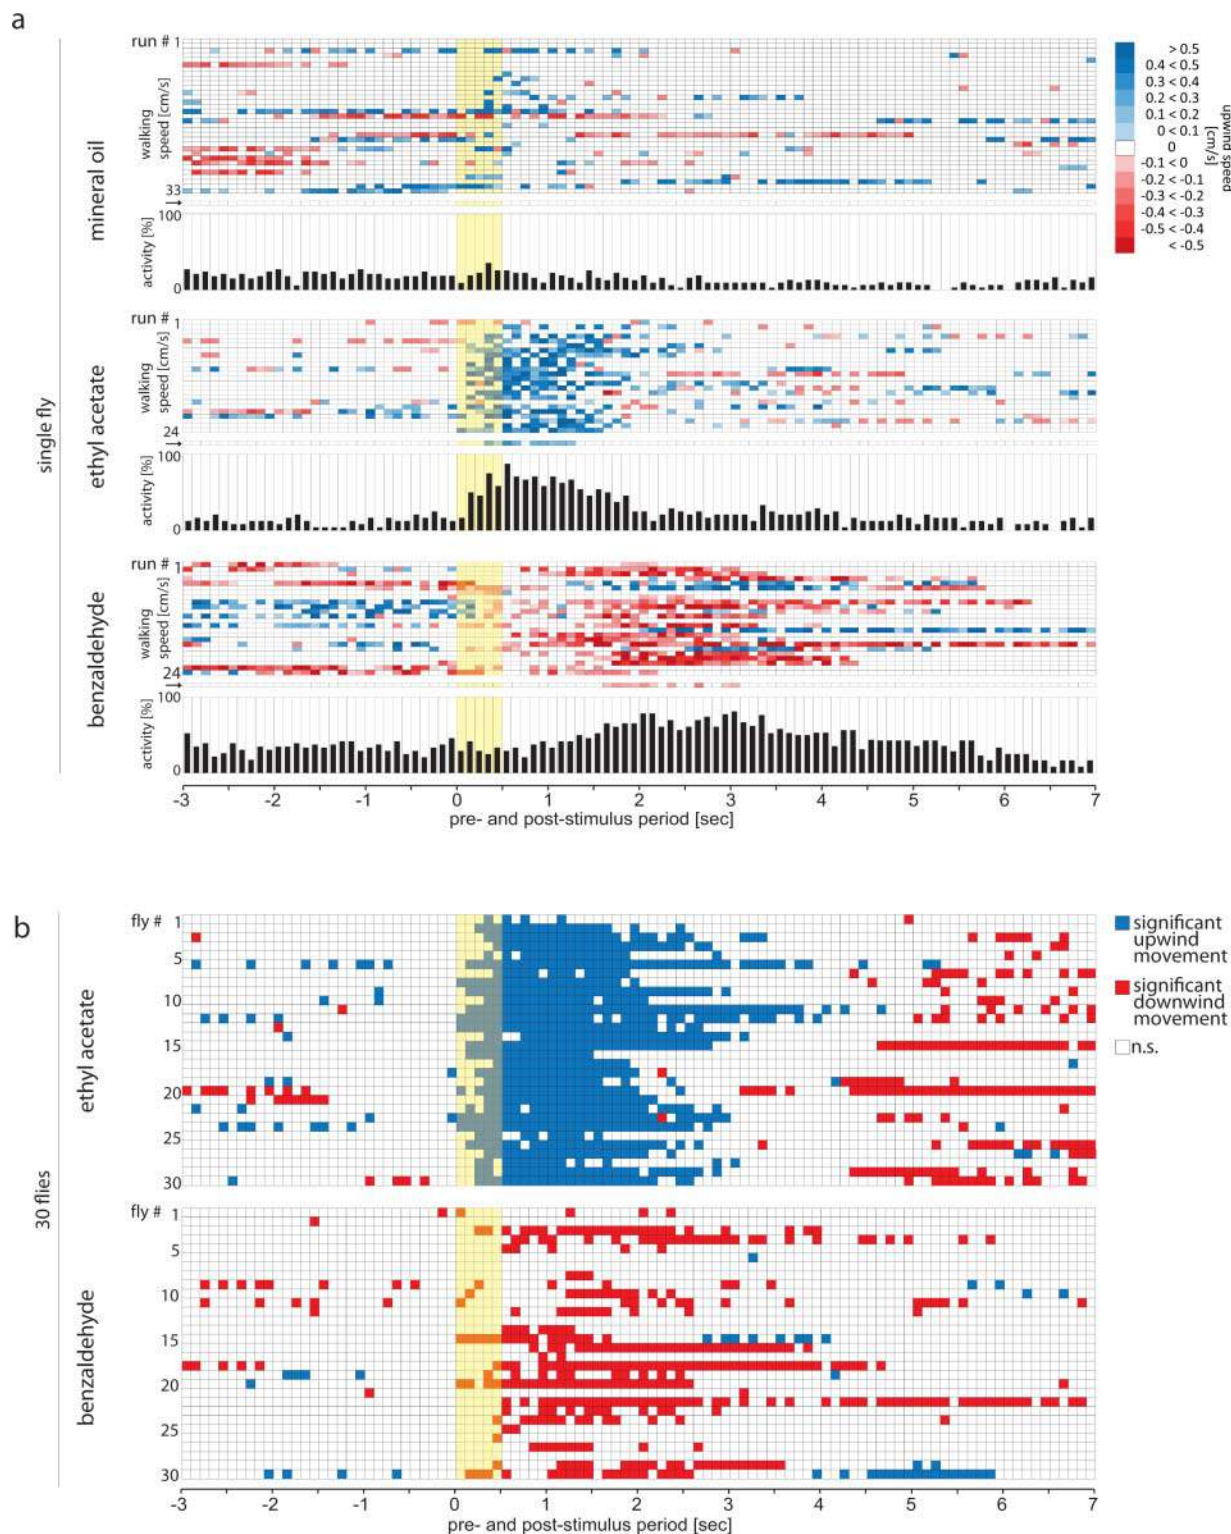 a
single fly
mineral oil
run # 1
walking
speed [cm/s]
33
→
100
activity [%]
0
> 0.5
0.4 < 0.5
0.3 < 0.4
0.2 < 0.3
0.1 < 0.2
0 < 0.1
0
-0.1 < 0
-0.2 < -0.1
-0.3 < -0.2
-0.4 < -0.3
-0.5 < -0.4
< -0.5
upwind speed
[cm/s]
ethyl acetate
run # 1
walking
speed [cm/s]
24
→
100
activity [%]
0
benzaldehyde
run # 1
walking
speed [cm/s]
24
→
100
activity [%]
0
-3 -2 -1 0 1 2 3 4 5 6 7
pre- and post-stimulus period [sec]
b
30 flies
ethyl acetate
fly # 1
5
10
15
20
25
30
significant
upwind
movement
significant
downwind
movement
n.s.
benzaldehyde
fly # 1
5
10
15
20
25
30
-3 -2 -1 0 1 2 3 4 5 6 7
pre- and post-stimulus period [sec]